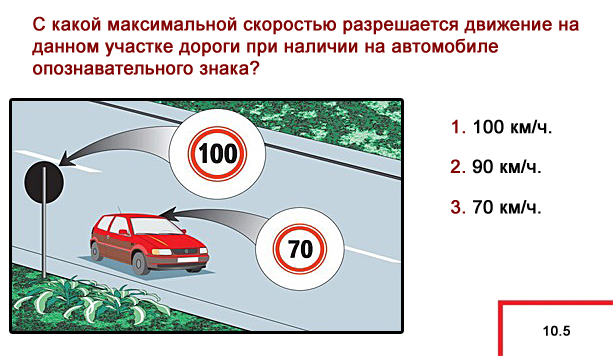 С какой максимальной скоростью разрешается движение на
данном участке дороги при наличии на автомобиле
опознавательного знака?
100
70
1. 100 км/ч.
2. 90 км/ч.
3. 70 км/ч.
10.5